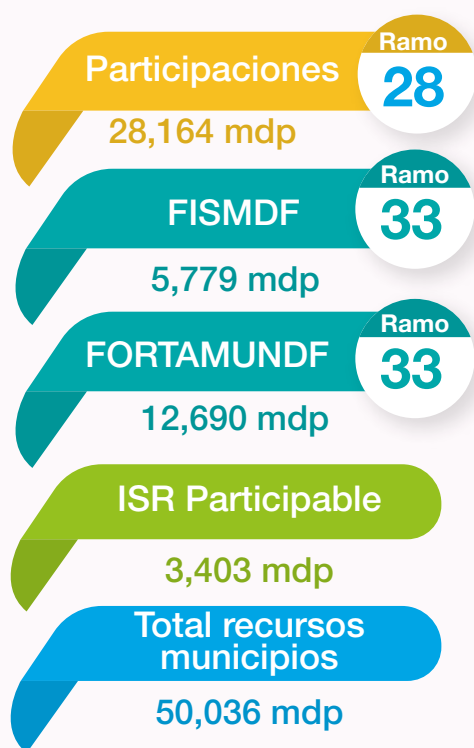 Participaciones
Ramo
28
28,164 mdp
FISMDF
Ramo
33
5,779 mdp
FORTAMUNDF
Ramo
33
12,690 mdp
ISR Participable
3,403 mdp
Total recursos
municipios
50,036 mdp